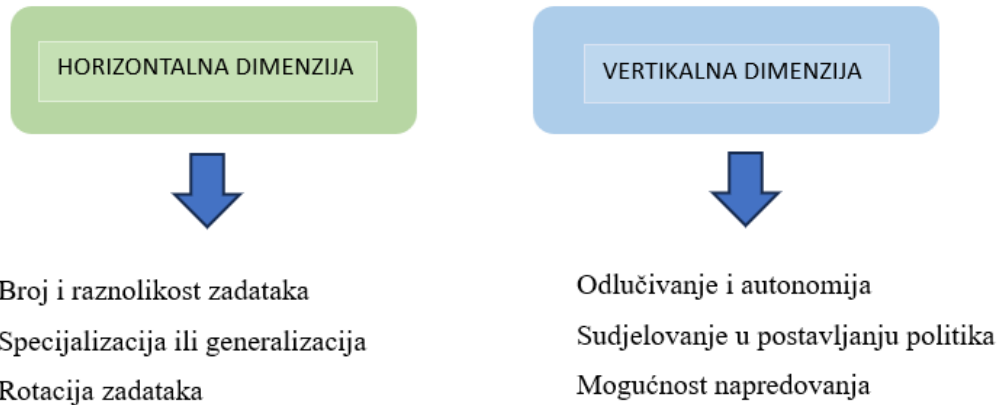 HORIZONTALNA DIMENZIJA
VERTIKALNA DIMENZIJA
Broj i raznolikost zadataka
Specijalizacija ili generalizacija
Rotacija zadataka
Odlučivanje i autonomija
Sudjelovanje u postavljanju politika
Mogućnost napredovanja